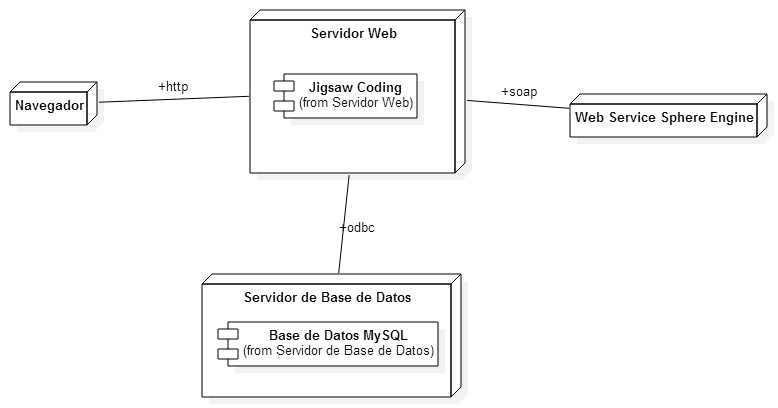 Servidor Web
Jigsaw Coding
(from Servidor Web)
+http
Navegador
+soap
Web Service Sphere Engine
+odbc
Servidor de Base de Datos
Base de Datos MySQL
(from Servidor de Base de Datos)